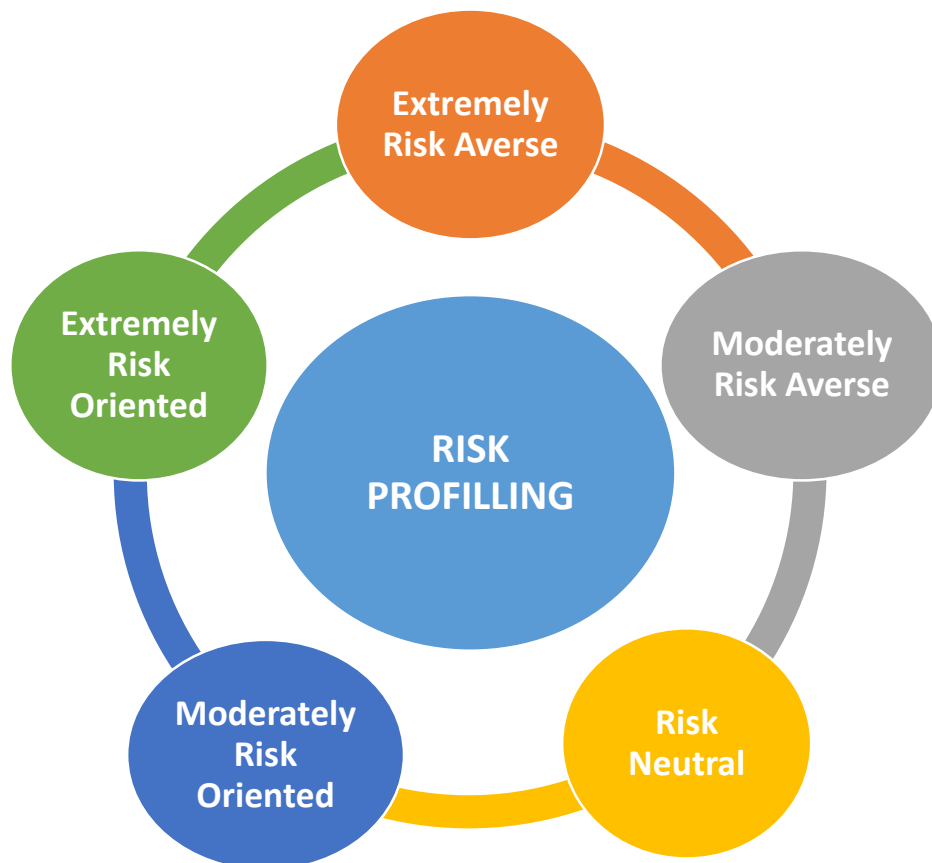 Extremely
Risk Averse
Extremely
Risk
Oriented
Moderately
Risk Averse
RISK
PROFILLING
Moderately
Risk
Oriented
Risk
Neutral